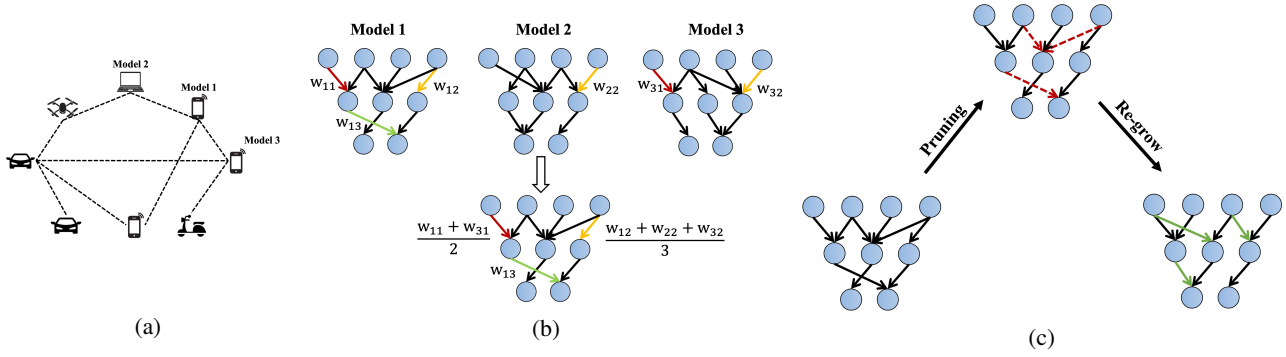 Model 2
Model 1
Model 3
(a)
Model 1 Model 2 Model 3
w₁₁ w₁₂ w₂₂ w₃₁ w₃₂
w₁₃
w₁₁ + w₃₁
2
w₁₂ + w₂₂ + w₃₂
3
w₁₃
(b)
Pruning
Re-grow
(c)